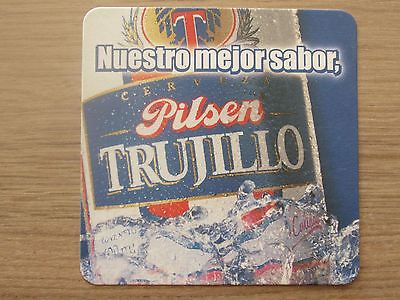 T
Nuestro mejor sabor,
CERVEZA
Pilsen
TRUJILLO